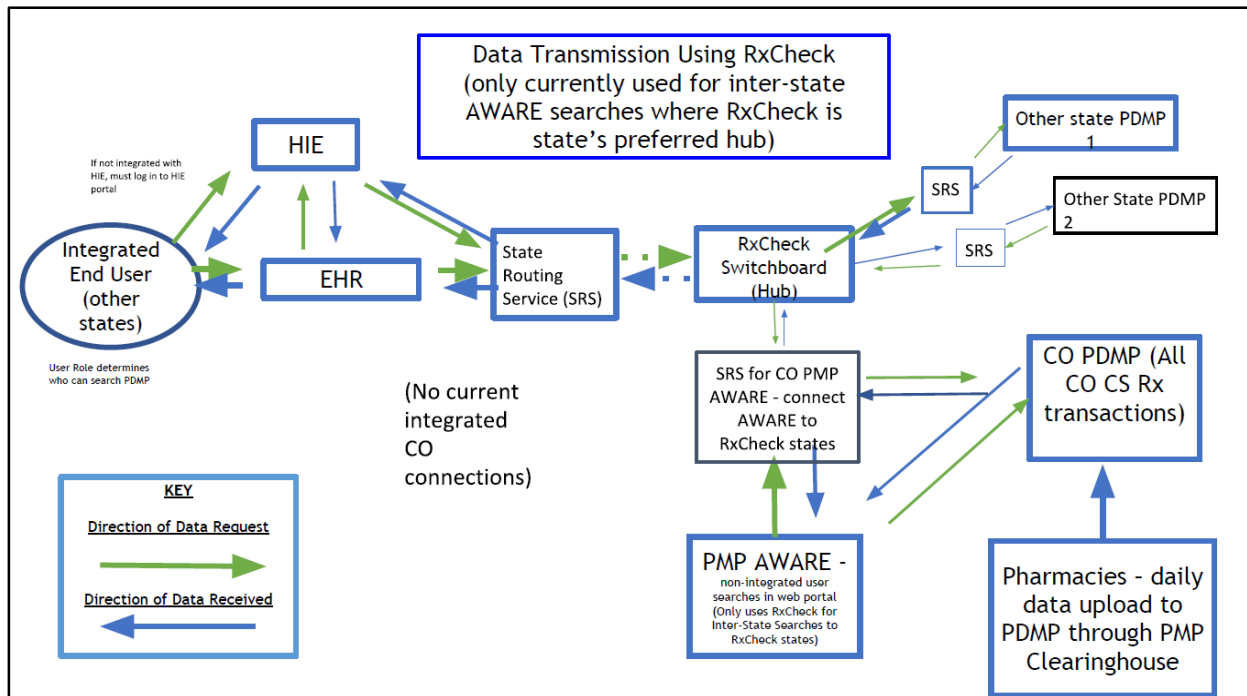 Data Transmission Using RxCheck
(only currently used for inter-state
AWARE searches where RxCheck is
state's preferred hub)
HIE
If not integrated with
HIE, must log in to HIE
portal
Integrated
End User
(other
states)
User Role determines
who can search PDMP
EHR
State
Routing
Service (SRS)
RxCheck
Switchboard
(Hub)
SRS
Other state PDMP
1
SRS
Other State PDMP
2
(No current
integrated
CO
connections)
SRS for CO PMP
AWARE - connect
AWARE to
RxCheck states
CO PDMP (All
CO CS Rx
transactions)
PMP AWARE -
non-integrated user
searches in web portal
(Only uses RxCheck for
Inter-State Searches to
RxCheck states)
Pharmacies - daily
data upload to
PDMP through PMP
Clearinghouse
KEY
Direction of Data Request
Direction of Data Received